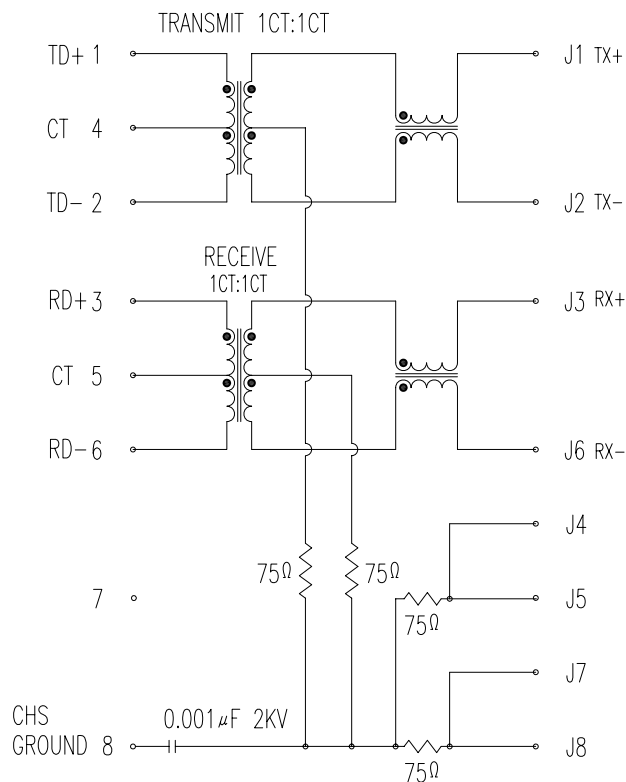 TRANSMIT 1CT:1CT
TD+ 1
J1 TX+
CT 4
TD- 2
J2 TX-
RECEIVE
1CT:1CT
RD+ 3
J3 RX+
CT 5
RD- 6
J6 RX-
J4
75Ω
75Ω
7
J5
75Ω
J7
CHS
GROUND 8
0.001µF 2KV
J8
75Ω